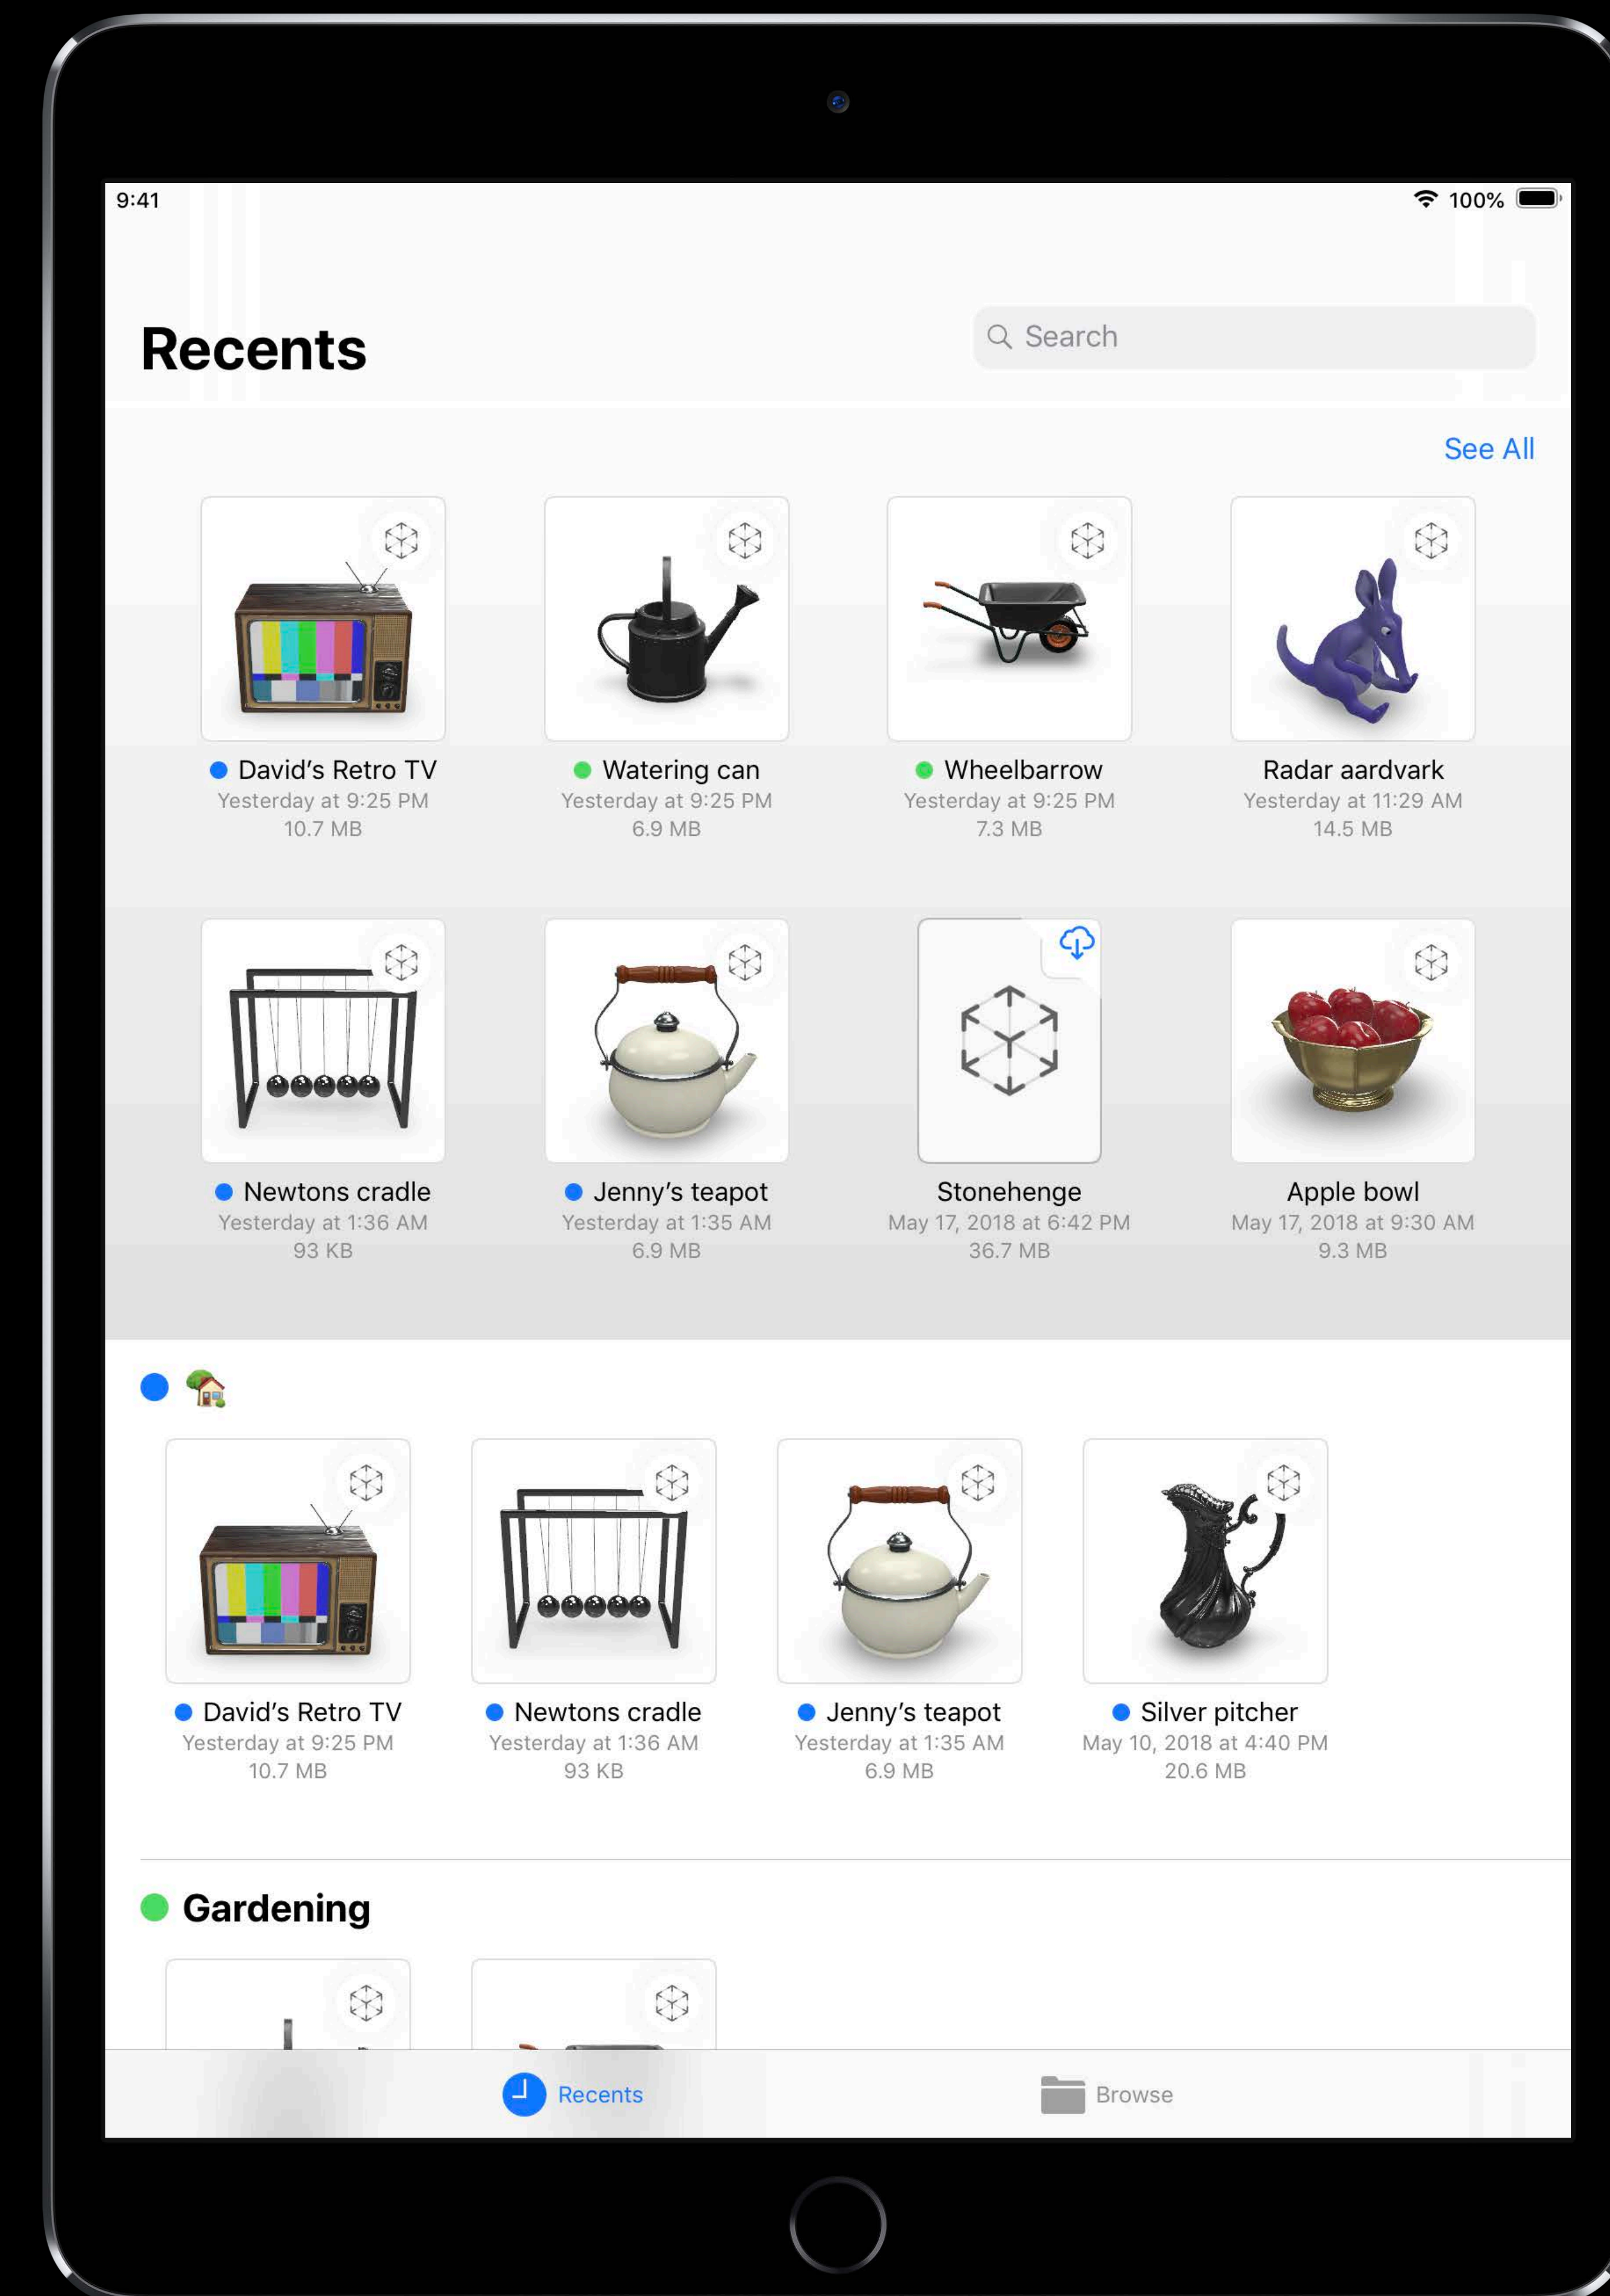 9:41
100%
Recents
Search
See All
David's Retro TV
Yesterday at 9:25 PM
10.7 MB
Watering can
Yesterday at 9:25 PM
6.9 MB
Wheelbarrow
Yesterday at 9:25 PM
7.3 MB
Radar aardvark
Yesterday at 11:29 AM
14.5 MB
Newtons cradle
Yesterday at 1:36 AM
93 KB
Jenny's teapot
Yesterday at 1:35 AM
6.9 MB
Stonehenge
May 17, 2018 at 6:42 PM
36.7 MB
Apple bowl
May 17, 2018 at 9:30 AM
9.3 MB
David's Retro TV
Yesterday at 9:25 PM
10.7 MB
Newtons cradle
Yesterday at 1:36 AM
93 KB
Jenny's teapot
Yesterday at 1:35 AM
6.9 MB
Silver pitcher
May 10, 2018 at 4:40 PM
20.6 MB
Gardening
Recents
Browse